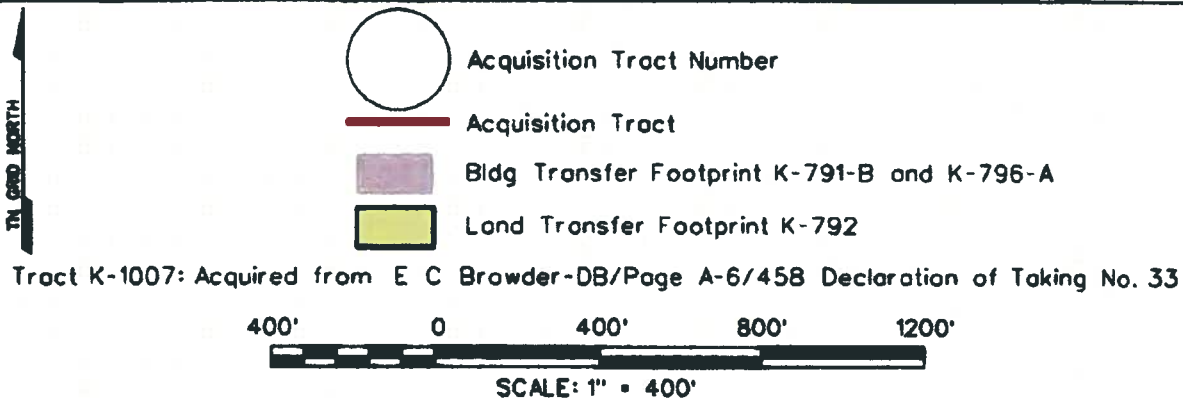 TN GRID NORTH
Acquisition Tract Number
Acquisition Tract
Bldg Transfer Footprint K-791-B and K-796-A
Land Transfer Footprint K-792
Tract K-1007: Acquired from E C Browder-DB/Page A-6/458 Declaration of Taking No. 33
400' 0 400' 800' 1200'
SCALE: 1" = 400'